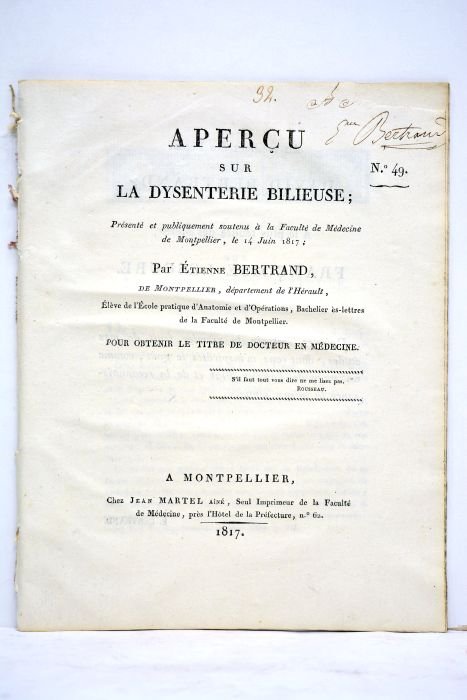 32.
Bertrand
APERÇU
SUR
LA DYSENTERIE BILIEUSE;
N.º 49.
Présenté et publiquement soutenu à la Faculté de Médecine
de Montpellier, le 14 Juin 1817;
Par Étienne BERTRAND,
DE MONTPELLIER, département de l'Hérault,
Élève de l'École pratique d'Anatomie et d'Opérations, Bachelier ès-lettres
de la Faculté de Montpellier.
POUR OBTENIR LE TITRE DE DOCTEUR EN MÉDECINE.
S'il faut tout vous dire ne me lisez pas.
ROUSSEAU.
A MONTPELLIER,
Chez JEAN MARTEL AÎNÉ, Seul Imprimeur de la Faculté
de Médecine, près l'Hôtel de la Préfecture, n.º 62.
1817.